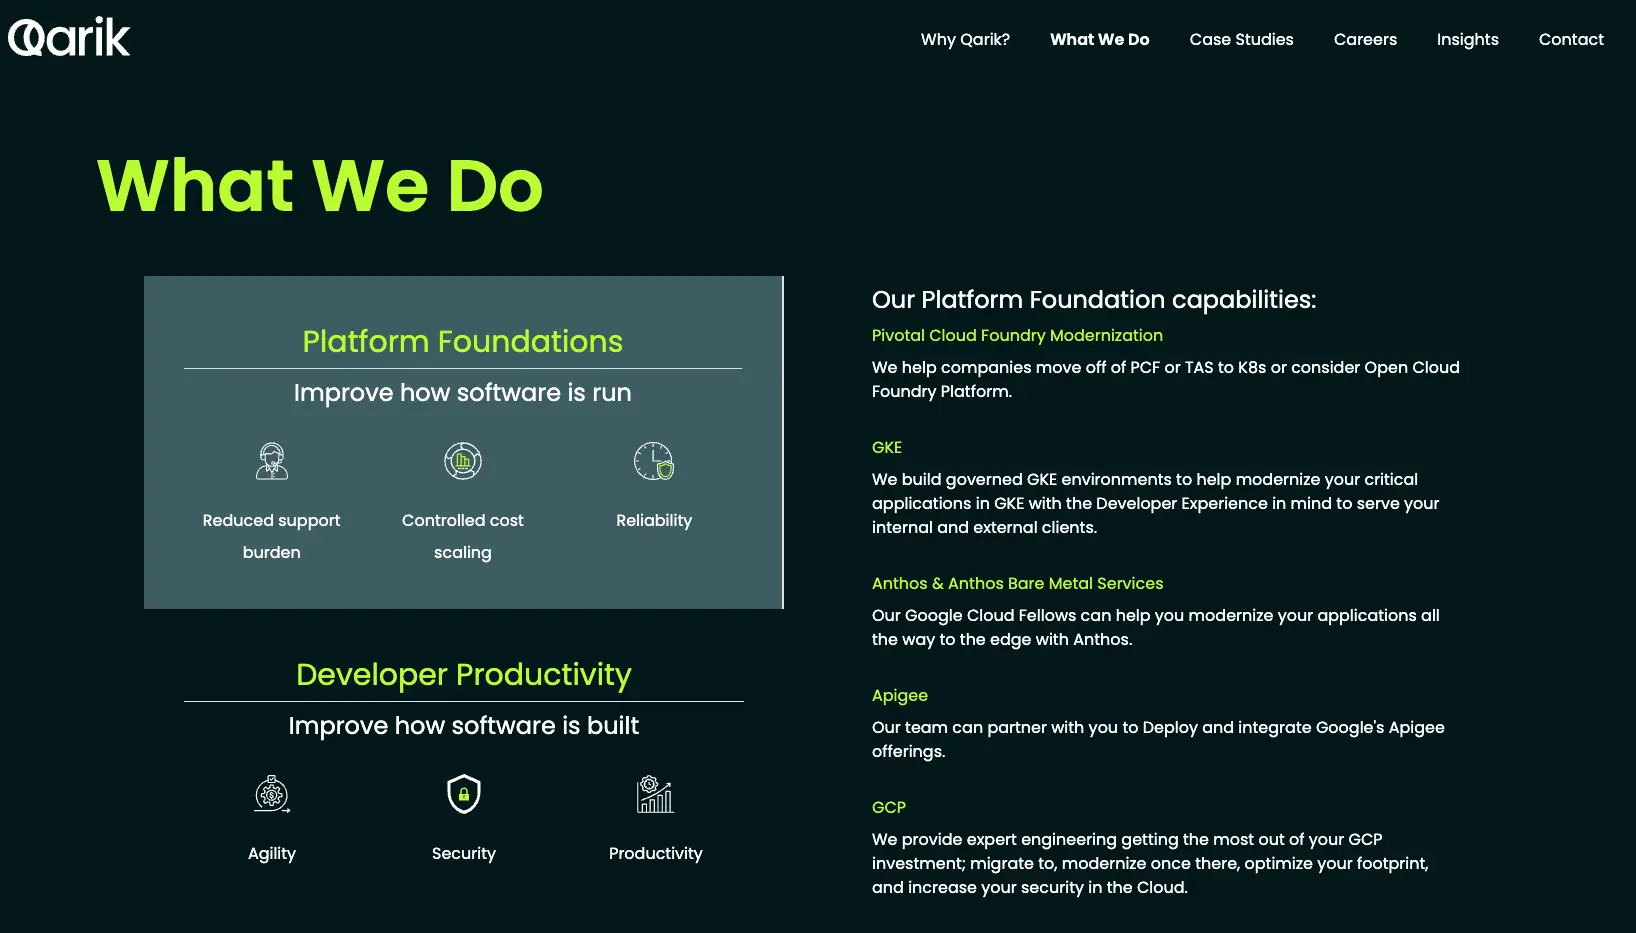 Qarik
Why Qarik?
What We Do
Case Studies
Careers
Insights
Contact
What We Do
Platform Foundations
Improve how software is run
Reduced support
burden
Controlled cost
scaling
Reliability
Developer Productivity
Improve how software is built
Agility
Security
Productivity
Our Platform Foundation capabilities:
Pivotal Cloud Foundry Modernization
We help companies move off of PCF or TAS to K8s or consider Open Cloud
Foundry Platform.
GKE
We build governed GKE environments to help modernize your critical
applications in GKE with the Developer Experience in mind to serve your
internal and external clients.
Anthos & Anthos Bare Metal Services
Our Google Cloud Fellows can help you modernize your applications all
the way to the edge with Anthos.
Apigee
Our team can partner with you to Deploy and integrate Google's Apigee
offerings.
GCP
We provide expert engineering getting the most out of your GCP
investment; migrate to, modernize once there, optimize your footprint,
and increase your security in the Cloud.